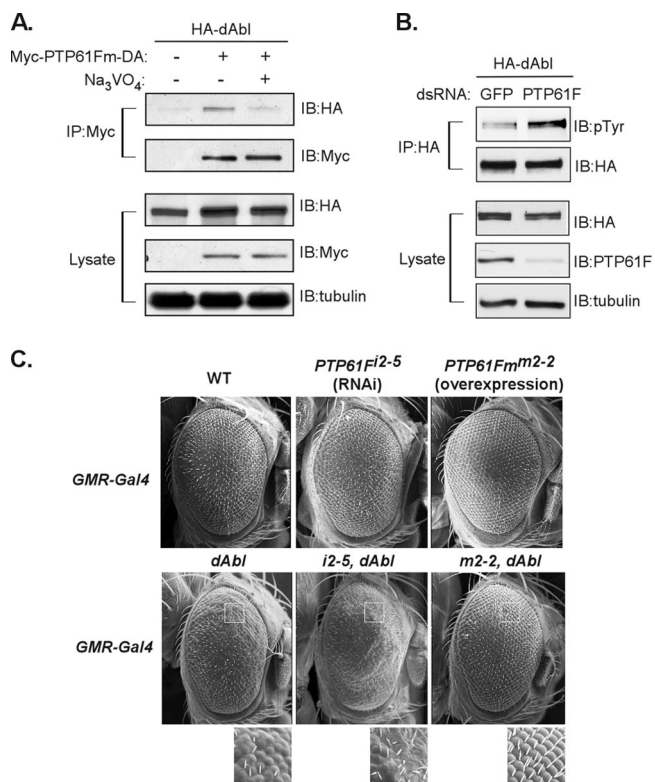 A.
HA-dAbl
Myc-PTP61Fm-DA: - + +
Na3VO4: - - +
IP:Myc
IB:HA
IB:Myc
Lysate
IB:HA
IB:Myc
IB:tubulin
B.
HA-dAbl
dsRNA: GFP PTP61F
IP:HA
IB:pTyr
IB:HA
Lysate
IB:HA
IB:PTP61F
IB:tubulin
C.
WT
PTP61Fi2-5
(RNAi)
PTP61Fmm2-2
(overexpression)
GMR-Gal4
dAbl
i2-5, dAbl
m2-2, dAbl
GMR-Gal4